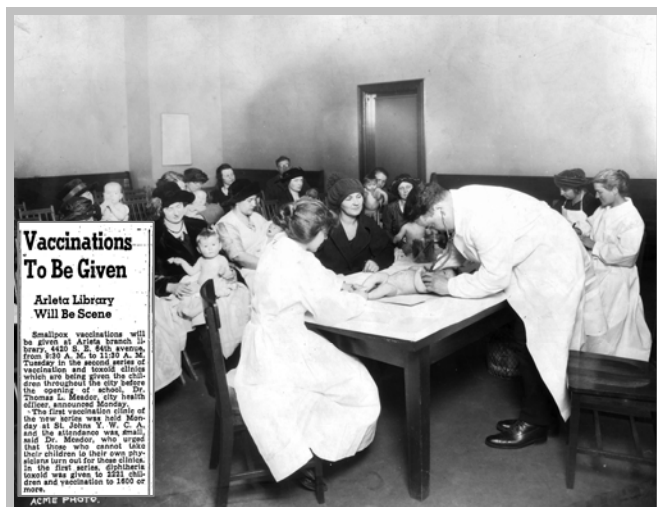 Vaccinations
To Be Given
Arleta Library
Will Be Scene
Smallpox vaccinations will
be given at Arleta branch li-
brary, 4420 S. E. 64th avenue,
from 9:30 A. M. to 11:30 A. M.
Tuesday in the second series of
vaccination and toxoid clinics
which are being given the chil-
dren throughout the city before
the opening of school, Dr.
Thomas L. Meador, city health
officer, announced Monday.
The first vaccination clinic of
the new series was held Mon-
day at St. Johns Y. W. C. A.
and the attendance was small,
said Dr. Meador, who urged
that those who cannot take
their children to their own phy-
sicians turn out for these clinics.
In the first series, diphtheria
toxoid was given to 2221 chil-
dren and vaccination to 1600 or
more.
ACME PHOTO.